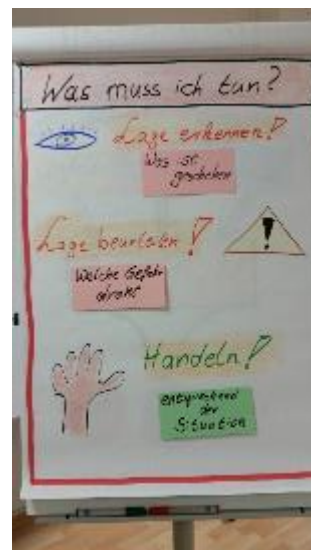 Was muss ich tun?
Lage erkennen!
Was ist
geschehen
Lage beurteilen!
!
Welche Gefahr
droht
Handeln!
entsprechend
der
Situation